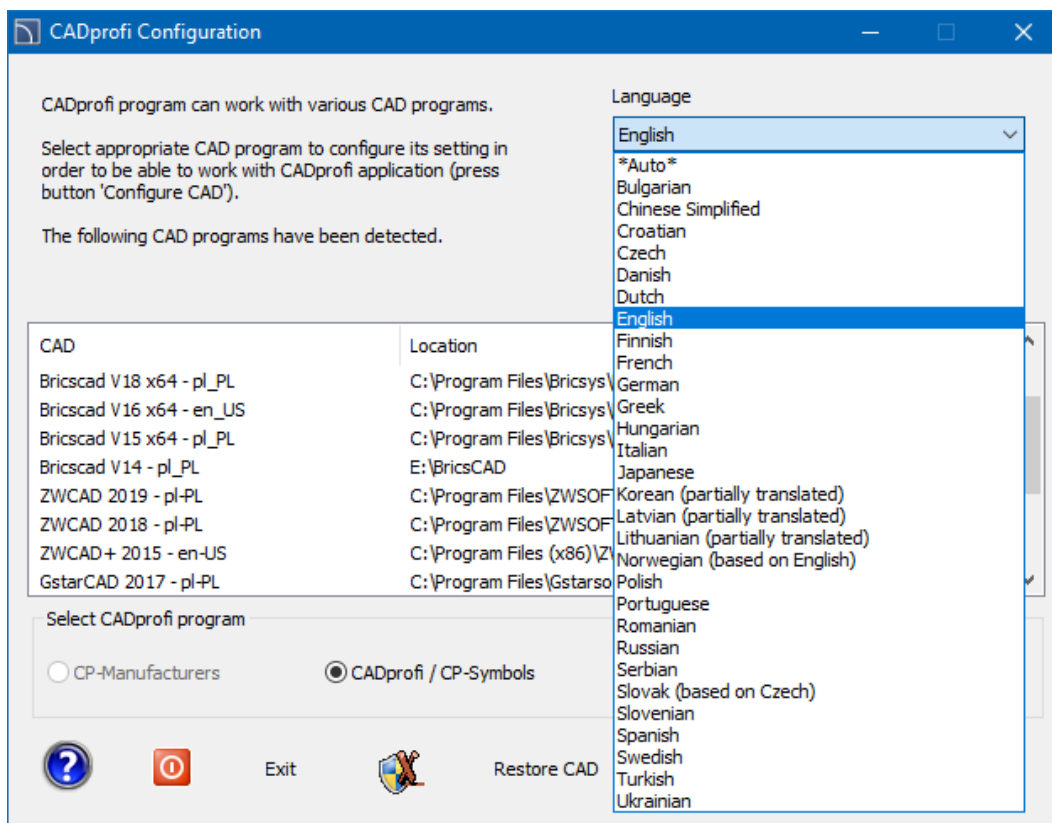 CADprofi Configuration
CADprofi program can work with various CAD programs.
Select appropriate CAD program to configure its setting in
order to be able to work with CADprofi application (press
button 'Configure CAD').
The following CAD programs have been detected.
Language
English
*Auto*
Bulgarian
Chinese Simplified
Croatian
Czech
Danish
Dutch
English
Finnish
French
German
Greek
Hungarian
Italian
Japanese
Korean (partially translated)
Latvian (partially translated)
Lithuanian (partially translated)
Norwegian (based on English)
Polish
Portuguese
Romanian
Russian
Serbian
Slovak (based on Czech)
Slovenian
Spanish
Swedish
Turkish
Ukrainian
CAD Location
Bricscad V18 x64 - pl_PL C:\Program Files\Bricsys\
Bricscad V16 x64 - en_US C:\Program Files\Bricsys\
Bricscad V15 x64 - pl_PL C:\Program Files\Bricsys\
Bricscad V14 - pl_PL E:\BricsCAD
ZWCAD 2019 - pl-PL C:\Program Files\ZWSOF
ZWCAD 2018 - pl-PL C:\Program Files\ZWSOF
ZWCAD+ 2015 - en-US C:\Program Files (x86)\Z
GstarCAD 2017 - pl-PL C:\Program Files\Gstarso
Select CADprofi program
CP-Manufacturers CADprofi / CP-Symbols
Exit Restore CAD